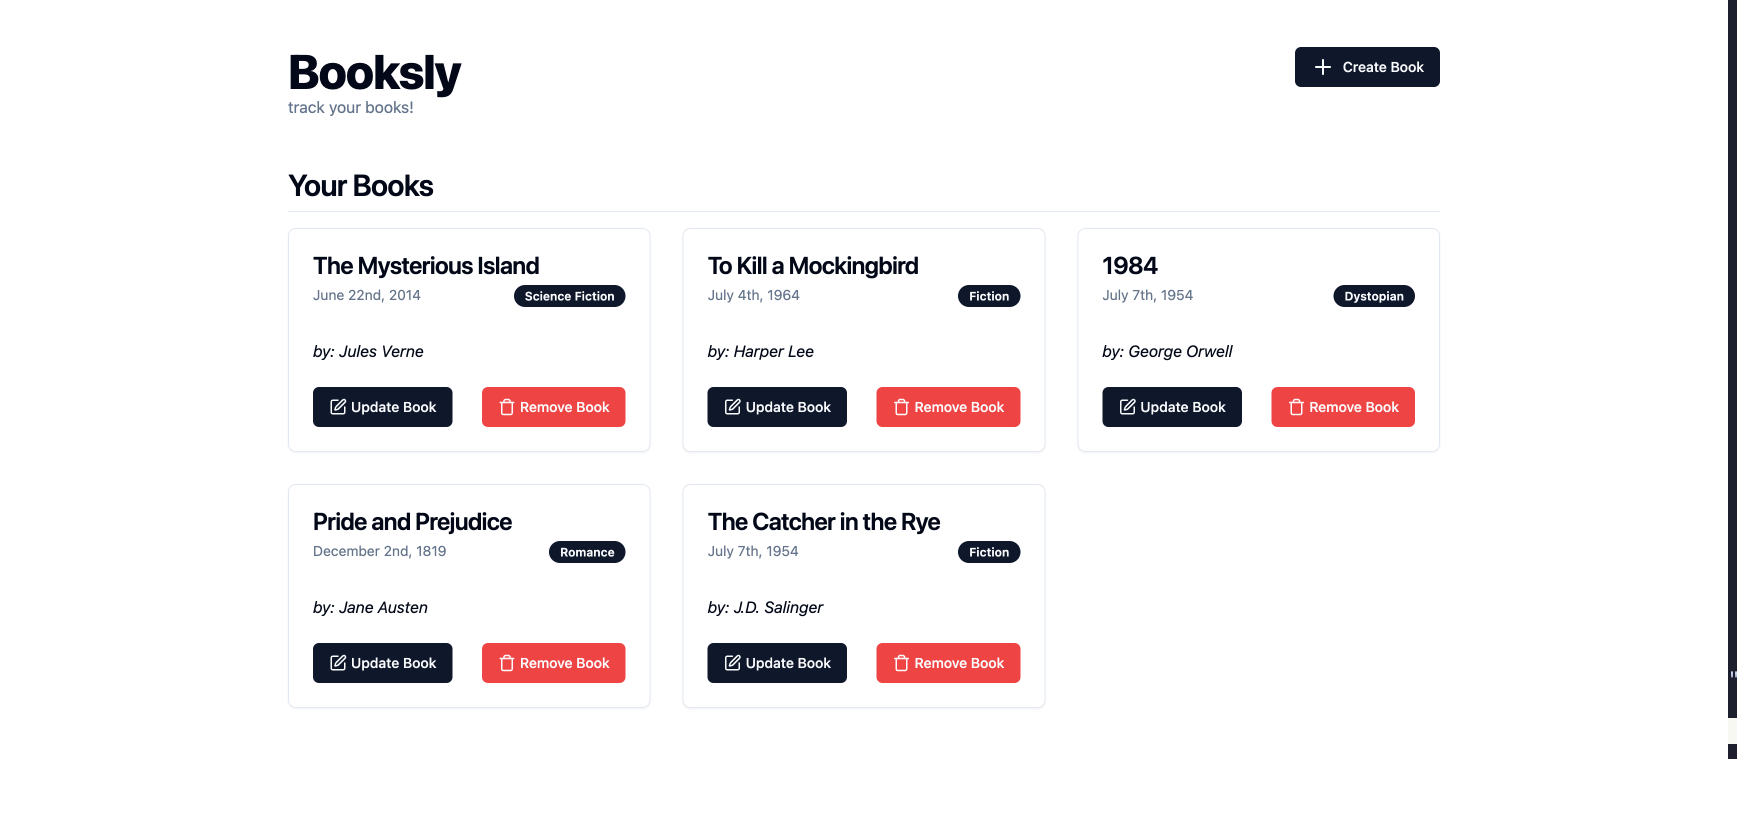 Booksly
track your books!
Create Book
Your Books
The Mysterious Island
June 22nd, 2014
Science Fiction
by: Jules Verne
Update Book
Remove Book
To Kill a Mockingbird
July 4th, 1964
Fiction
by: Harper Lee
Update Book
Remove Book
1984
July 7th, 1954
Dystopian
by: George Orwell
Update Book
Remove Book
Pride and Prejudice
December 2nd, 1819
Romance
by: Jane Austen
Update Book
Remove Book
The Catcher in the Rye
July 7th, 1954
Fiction
by: J.D. Salinger
Update Book
Remove Book
"